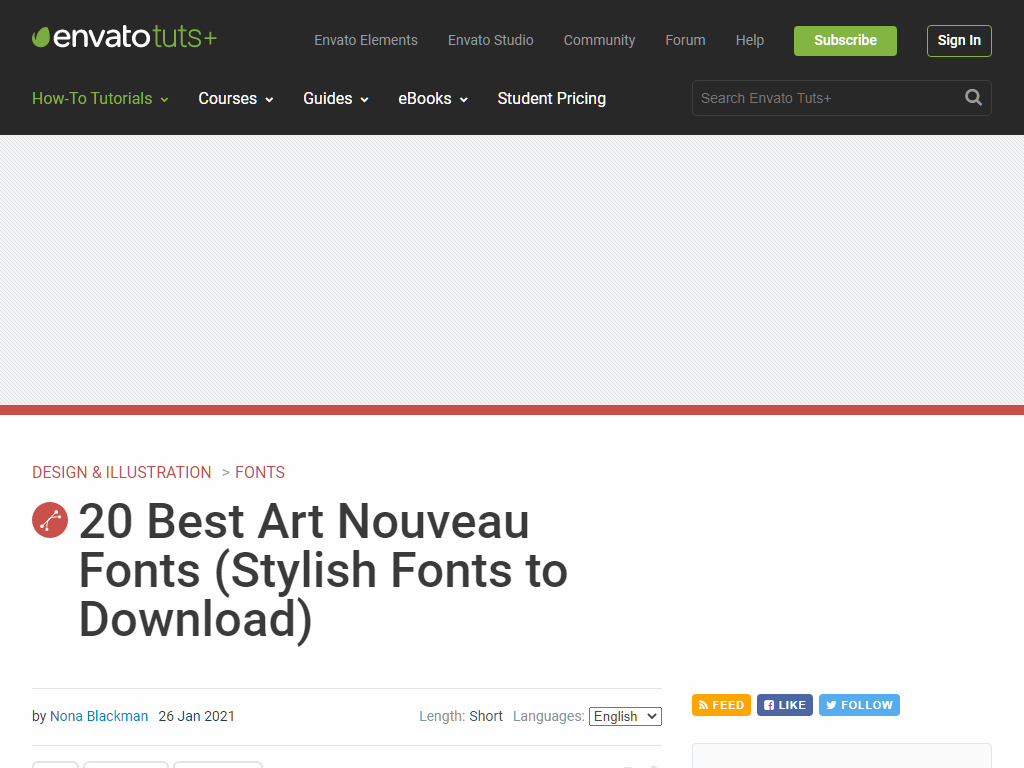 envato tuts+
Envato Elements Envato Studio Community Forum Help Subscribe Sign In
How-To Tutorials Courses Guides eBooks Student Pricing Search Envato Tuts+
DESIGN & ILLUSTRATION > FONTS
20 Best Art Nouveau
Fonts (Stylish Fonts to
Download)
by Nona Blackman 26 Jan 2021 Length: Short Languages: English
FEED LIKE FOLLOW